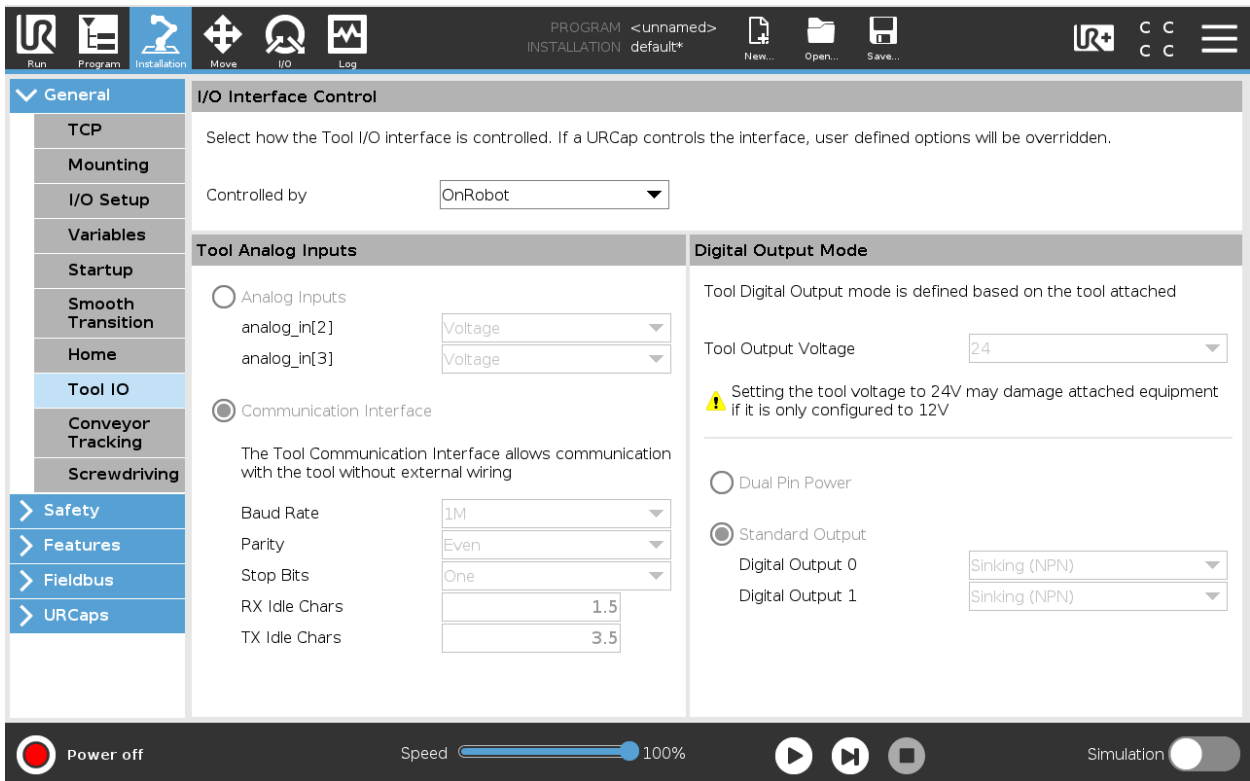 PROGRAM <unnamed>
INSTALLATION default*
UR+
C C
C C
Run
Program
Installation
Move
I/O
Log
New...
Open...
Save...
General
TCP
Mounting
I/O Setup
Variables
Startup
Smooth
Transition
Home
Tool IO
Conveyor
Tracking
Screwdriving
Safety
Features
Fieldbus
URCaps
I/O Interface Control
Select how the Tool I/O interface is controlled. If a URCap controls the interface, user defined options will be overridden.
Controlled by OnRobot
Tool Analog Inputs
Analog Inputs
analog_in[2] Voltage
analog_in[3] Voltage
Communication Interface
The Tool Communication Interface allows communication
with the tool without external wiring
Baud Rate 1M
Parity Even
Stop Bits One
RX Idle Chars 1.5
TX Idle Chars 3.5
Digital Output Mode
Tool Digital Output mode is defined based on the tool attached
Tool Output Voltage 24
Setting the tool voltage to 24V may damage attached equipment
if it is only configured to 12V
Dual Pin Power
Standard Output
Digital Output 0 Sinking (NPN)
Digital Output 1 Sinking (NPN)
Power off
Speed 100%
Simulation